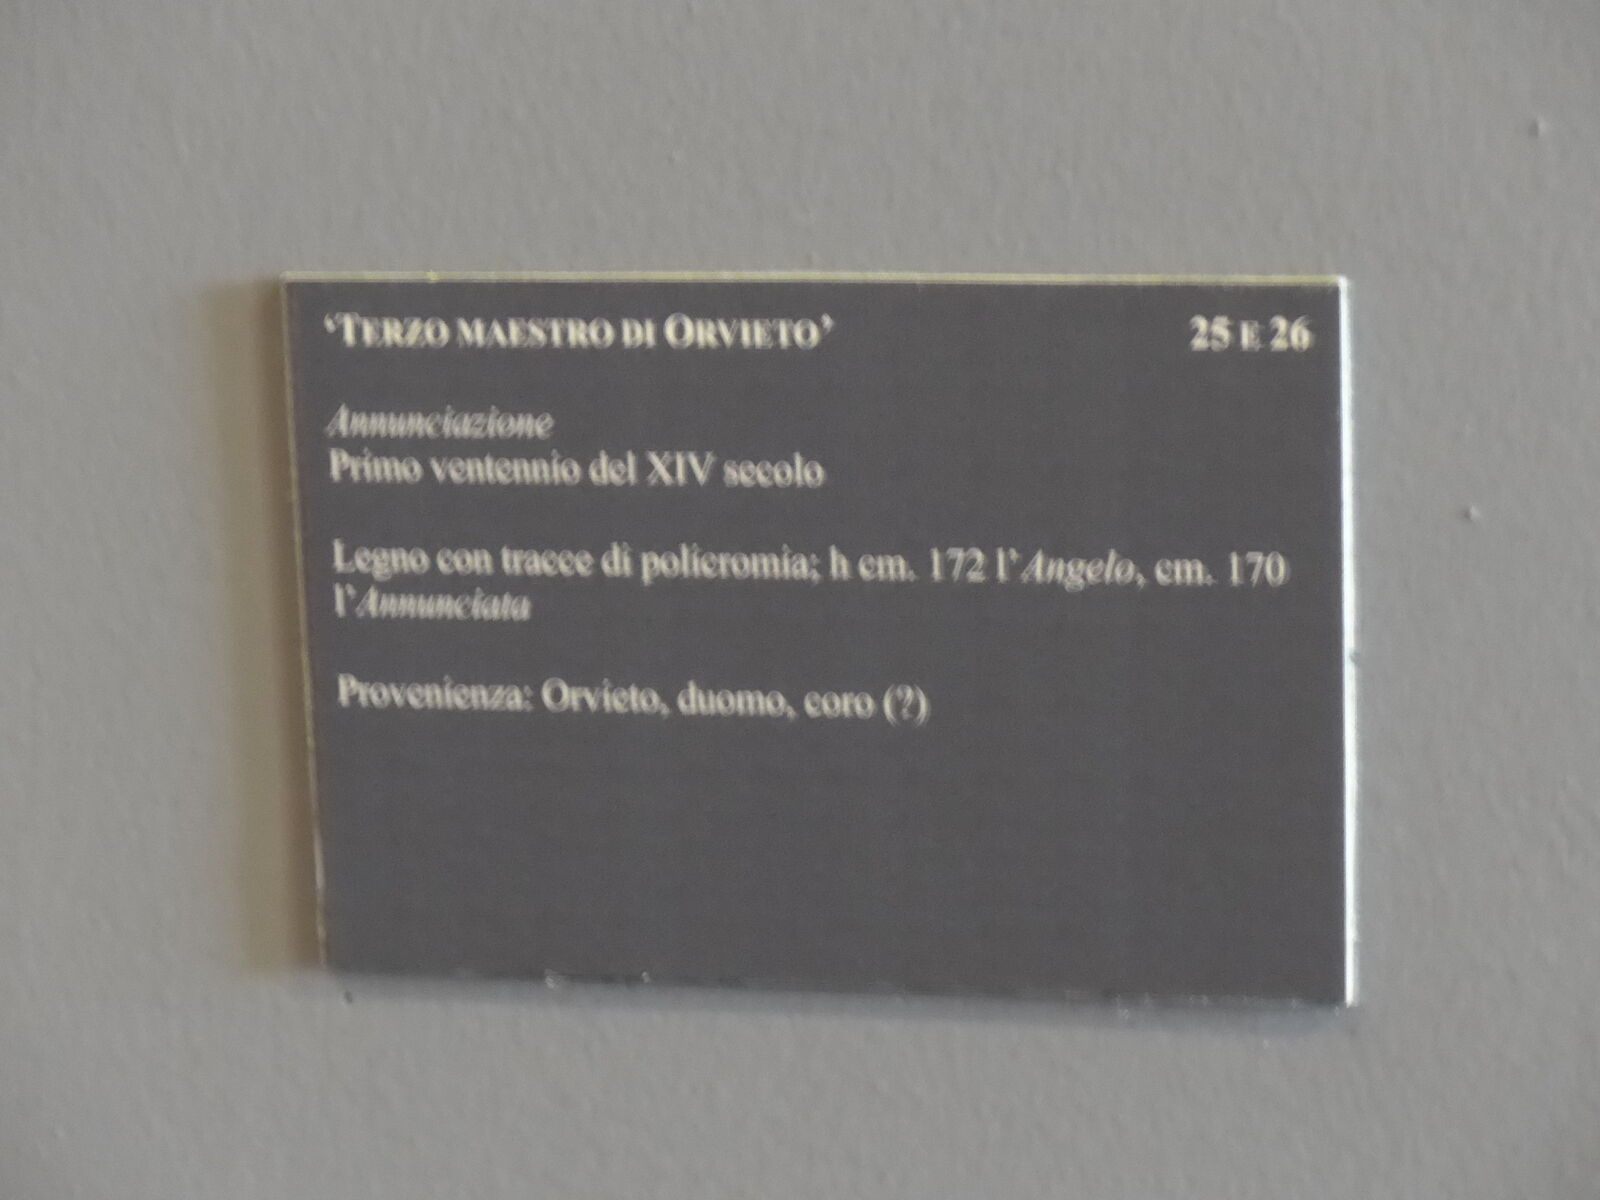 ‘TERZO MAESTRO DI ORVIETO’ 25 E 26
Annunciazione
Primo ventennio del XIV secolo
Legno con tracce di policromia; h cm. 172 l’Angelo, cm. 170
l’Annunciata
Provenienza: Orvieto, duomo, coro (?)